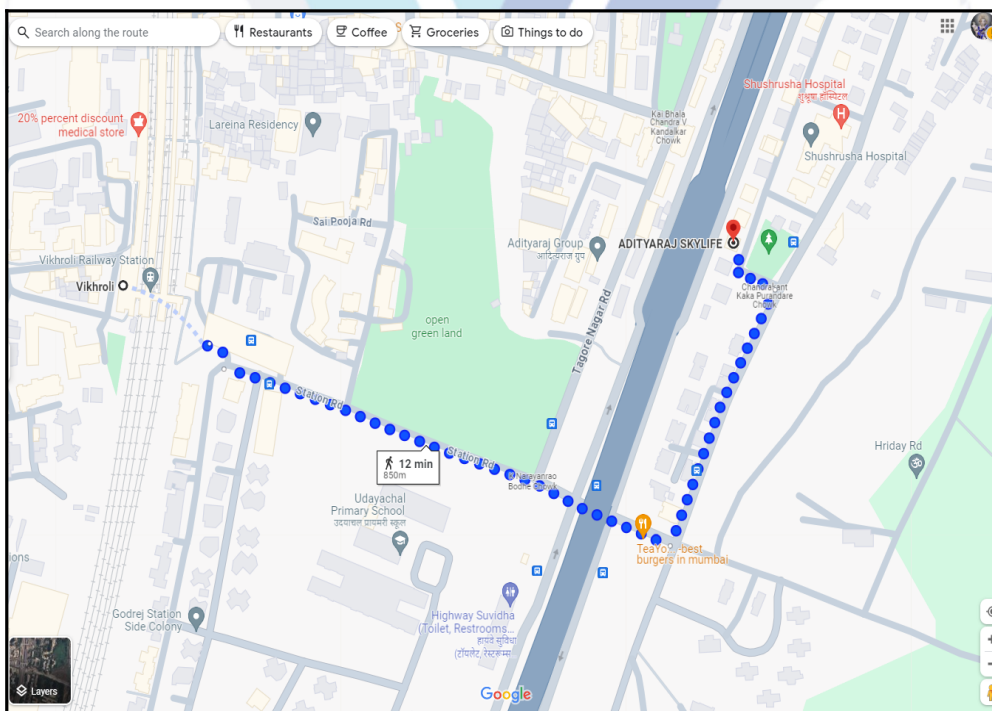 Search along the route
Restaurants
Coffee
Groceries
Things to do
20% percent discount
medical store
Lareina Residency
Kai Bhala
Chandra V
Kandalkar
Chowk
Shushrusha Hospital
शुश्रूषा हॉस्पिटल
H
Shushrusha Hospital
Sai Pooja Rd
Adityaraj Group
आदित्यराज ग्रुप
ADITYARAJ SKYLIFE
Vikhroli Railway Station
Vikhroli
Chandrakant
Kaka Purandare
Chowk
open
green land
Tagore Nagar Rd
Station Rd
Station Rd
12 min
850m
Narayanrao
Bodhe Chowk
Hriday Rd
Udayachal
Primary School
उदयाचल प्रायमरी स्कूल
TeaYo -best
burgers in mumbai
Highway Suvidha
(Toilet, Restrooms...
हायवे सुविधा
(टॉयलेट, रेस्टरूम्स
Godrej Station
Side Colony
ions
Layers
Google